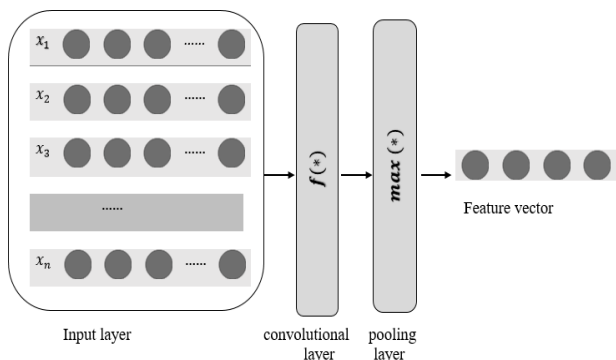 x₁ ......
x₂ ......
x₃ ......
......
xₙ ......
f(*)
max(*)
Feature vector
Input layer
convolutional
layer
pooling
layer